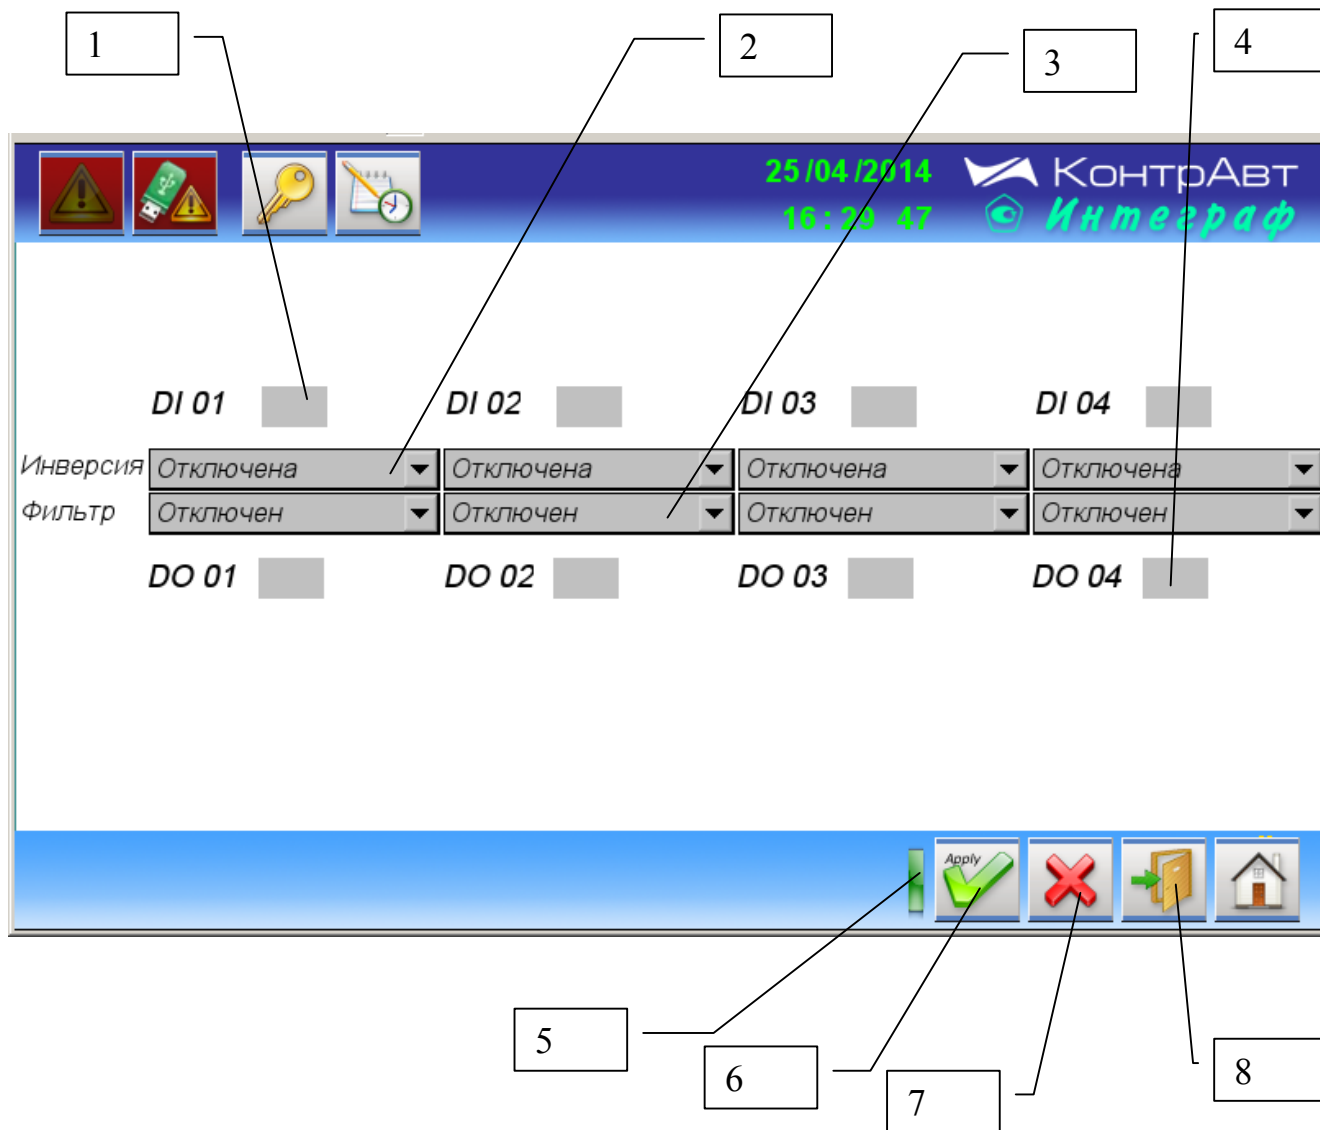 1
2
3
4
25/04/2014
КонтрАвт
16:29 47
Интеграф
DI 01
DI 02
DI 03
DI 04
Инверсия Отключена Отключена Отключена Отключена
Фильтр Отключен Отключен Отключен Отключен
DO 01
DO 02
DO 03
DO 04
Apply
5
6
7
8